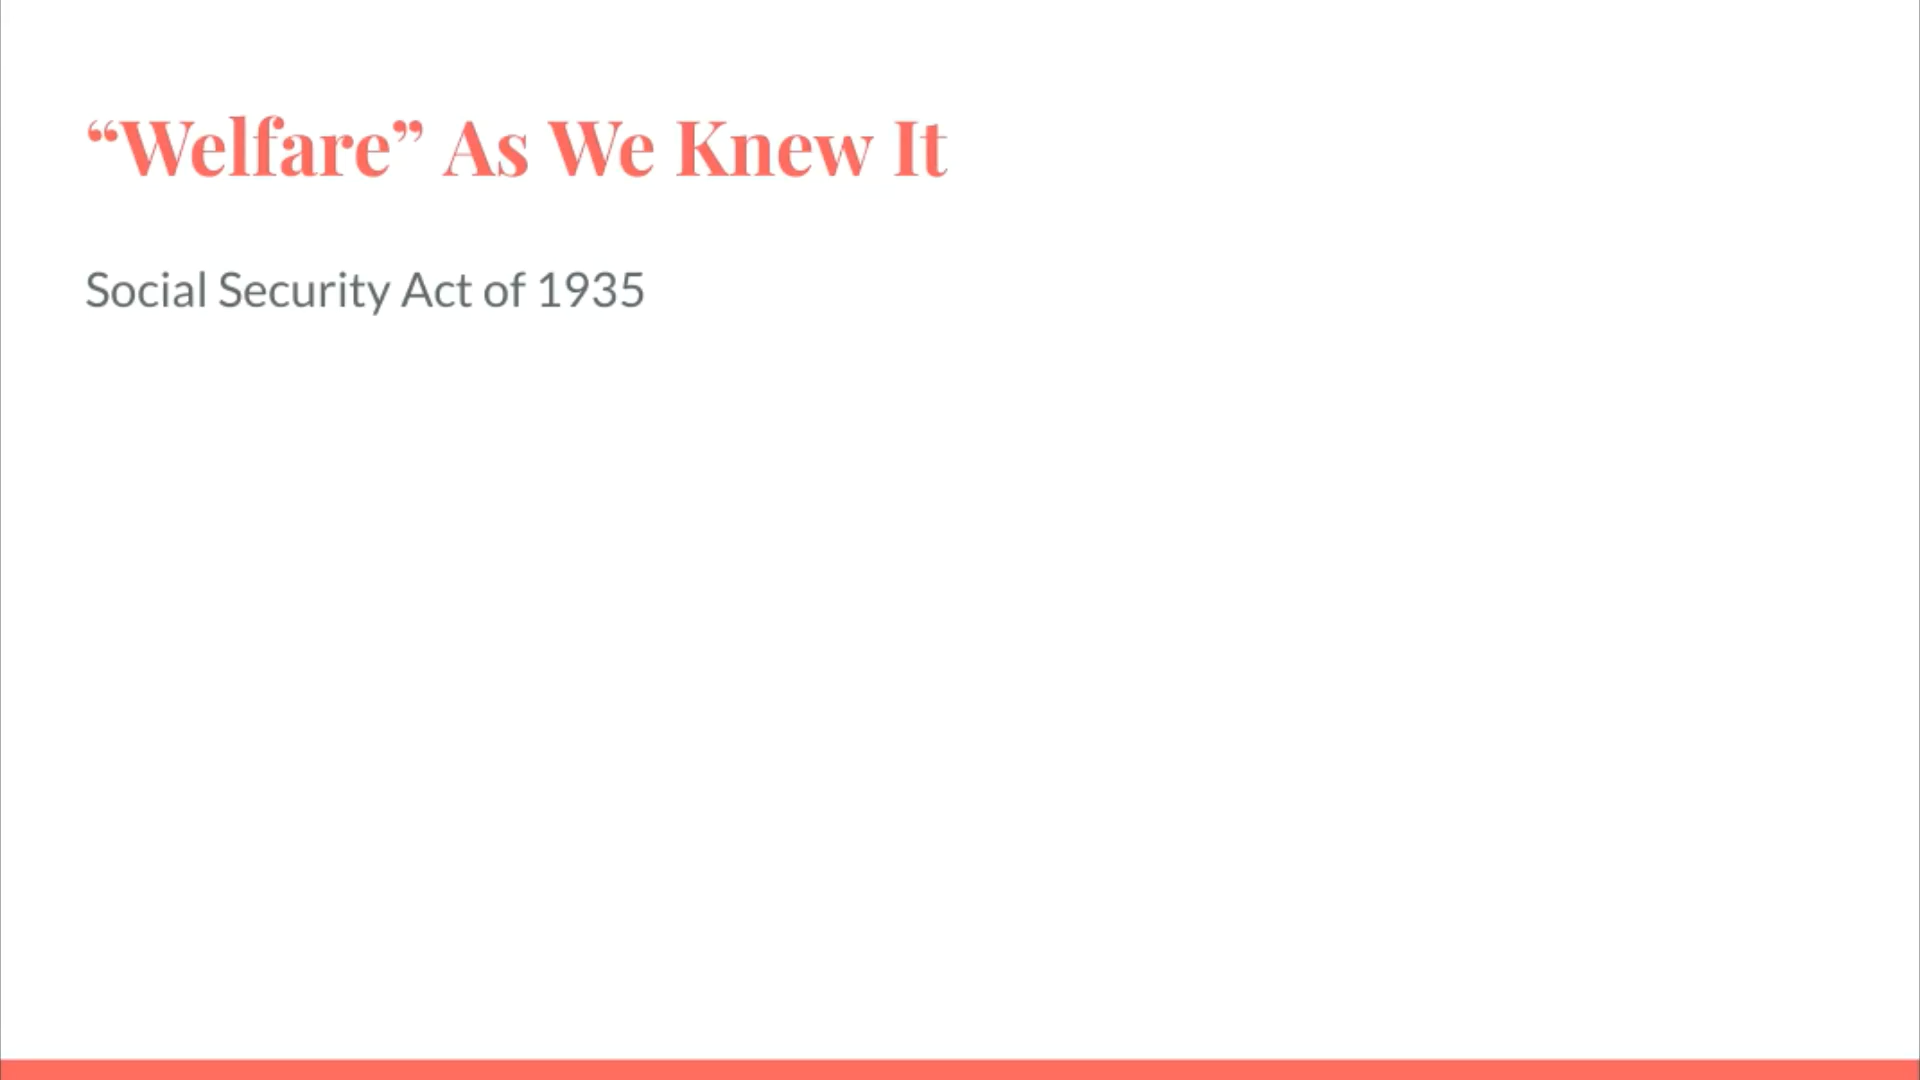 “Welfare” As We Knew It
Social Security Act of 1935